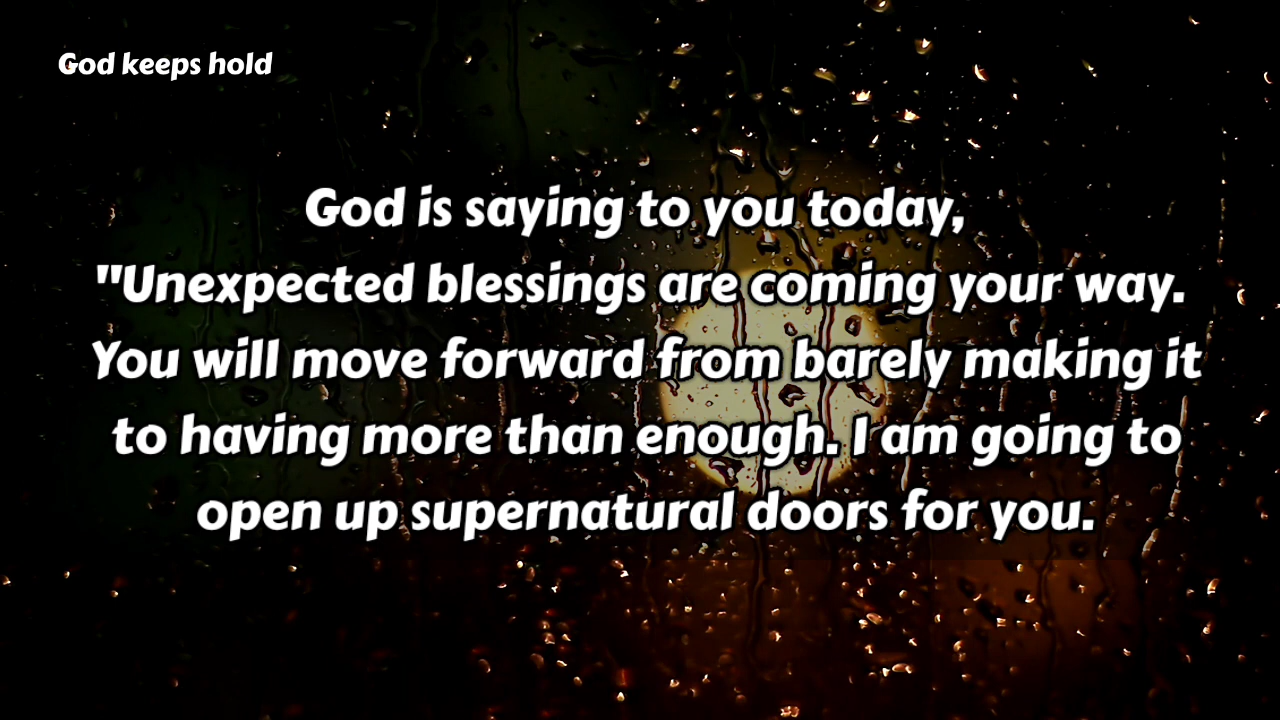 God keeps hold
God is saying to you today,
"Unexpected blessings are coming your way.
You will move forward from barely making it
to having more than enough. I am going to
open up supernatural doors for you.